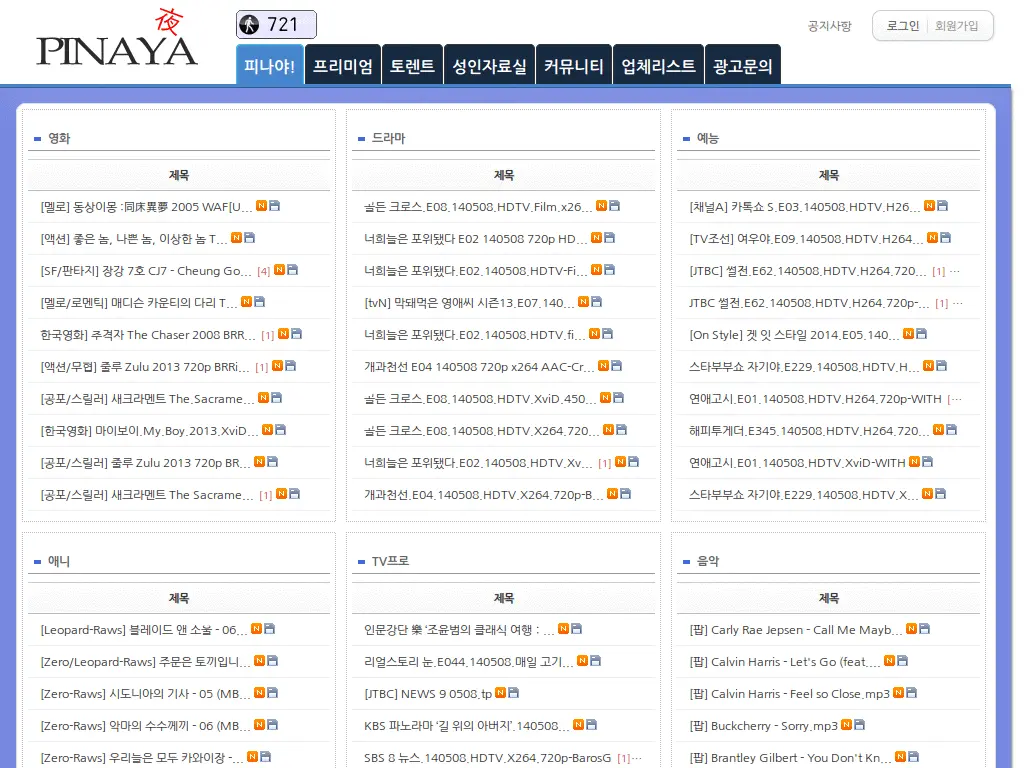 夜
PINAYA
721
공지사항
로그인
회원가입
피나야!
프리미엄
토렌트
성인자료실
커뮤니티
업체리스트
광고문의
영화
제목
[멜로] 동상이몽 :同床異夢 2005 WAF[U...
[액션] 좋은 놈, 나쁜 놈, 이상한 놈 T...
[SF/판타지] 장강 7호 CJ7 - Cheung Go... [4]
[멜로/로멘틱] 매디슨 카운티의 다리 T...
한국영화] 추격자 The Chaser 2008 BRR... [1]
[액션/무협] 줄루 Zulu 2013 720p BRRi... [1]
[공포/스릴러] 새크라멘트 The.Sacrame...
[한국영화] 마이보이.My.Boy.2013.XviD...
[공포/스릴러] 줄루 Zulu 2013 720p BR...
[공포/스릴러] 새크라멘트 The Sacrame... [1]
드라마
제목
골든 크로스.E08.140508.HDTV.Film.x26...
너희들은 포위됐다 E02 140508 720p HD...
너희들은 포위됐다.E02.140508.HDTV-Fi...
[tvN] 막돼먹은 영애씨 시즌13.E07.140...
너희들은 포위됐다.E02.140508.HDTV.fi...
개과천선 E04 140508 720p x264 AAC-Cr...
골든 크로스.E08.140508.HDTV.XviD.450...
골든 크로스.E08.140508.HDTV.X264.720...
너희들은 포위됐다.E02.140508.HDTV.Xv... [1]
개과천선.E04.140508.HDTV.X264.720p-B...
예능
제목
[채널A] 카톡쇼 S.E03.140508.HDTV.H26...
[TV조선] 여우야.E09.140508.HDTV.H264...
[JTBC] 썰전.E62.140508.HDTV.H264.720... [1] ...
JTBC 썰전.E62.140508.HDTV.H264.720p-... [1] ...
[On Style] 겟 잇 스타일 2014.E05.140...
스타부부쇼 자기야.E229.140508.HDTV.H...
연애고시.E01.140508.HDTV.H264.720p-WITH [...
해피투게더.E345.140508.HDTV.H264.720...
연애고시.E01.140508.HDTV.XviD-WITH
스타부부쇼 자기야.E229.140508.HDTV.X...
애니
제목
[Leopard-Raws] 블레이드 앤 소울 - 06...
[Zero/Leopard-Raws] 주문은 토끼입니...
[Zero-Raws] 시도니아의 기사 - 05 (MB...
[Zero-Raws] 악마의 수수께끼 - 06 (MB...
[Zero-Raws] 우리들은 모두 카와이장 -...
TV프로
제목
인문강단 樂 ‘조윤범의 클래식 여행 : ...
리얼스토리 눈.E044.140508.매일 고기...
[JTBC] NEWS 9 0508.tp
KBS 파노라마 ‘길 위의 아버지’.140508...
SBS 8 뉴스.140508.HDTV.X264.720p-BarosG [1]...
음악
제목
[팝] Carly Rae Jepsen - Call Me Mayb...
[팝] Calvin Harris - Let's Go (feat....
[팝] Calvin Harris - Feel so Close.mp3
[팝] Buckcherry - Sorry.mp3
[팝] Brantley Gilbert - You Don't Kn...